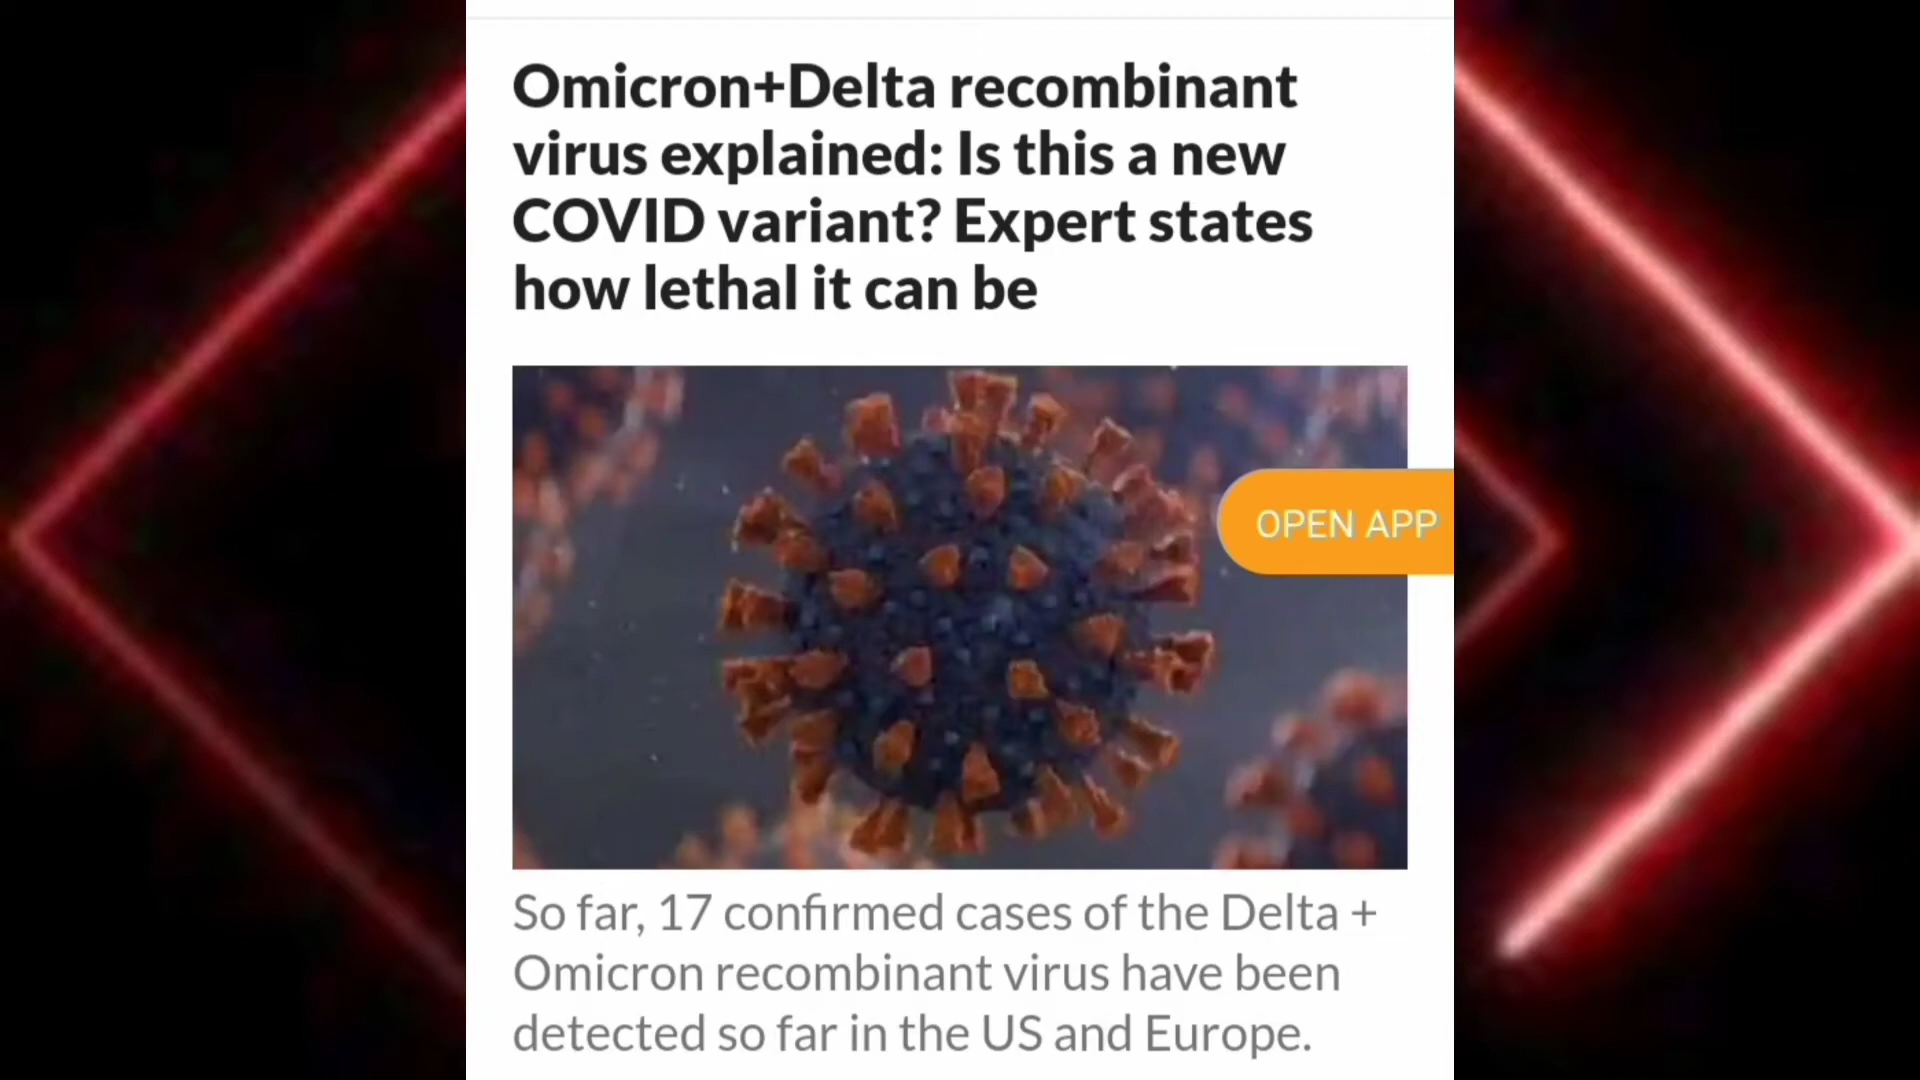 Omicron+Delta recombinant
virus explained: Is this a new
COVID variant? Expert states
how lethal it can be
OPEN APP
So far, 17 confirmed cases of the Delta +
Omicron recombinant virus have been
detected so far in the US and Europe.